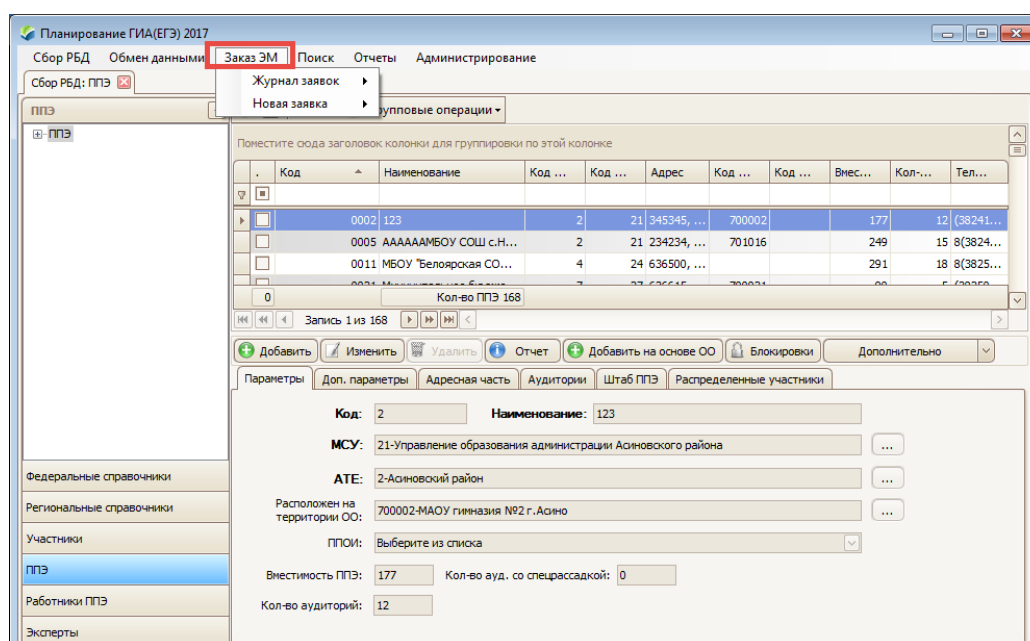 Планирование ГИА(ЕГЭ) 2017
Сбор РБД Обмен данными Заказ ЭМ Поиск Отчеты Администрирование
Сбор РБД: ППЭ
Журнал заявок
Новая заявка
ППЭ
рупповые операции
ППЭ
Поместите сюда заголовок колонки для группировки по этой колонке
. Код Наименование Код ... Код ... Адрес Код ... Код ... Вмес... Кол-... Тел...
0002 123 2 21 345345, ... 700002 177 12 (38241...
0005 ААААААМБОУ СОШ с.Н... 2 21 234234, ... 701016 249 15 8(3824...
0011 МБОУ "Белоярская СО... 4 24 636500, ... 291 18 8(3825...
0 Кол-во ППЭ 168
Запись 1 из 168
Добавить Изменить Удалить Отчет Добавить на основе ОО Блокировки Дополнительно
Параметры Доп. параметры Адресная часть Аудитории Штаб ППЭ Распределенные участники
Код: 2 Наименование: 123
МСУ: 21-Управление образования администрации Асиновского района ...
АТЕ: 2-Асиновский район ...
Расположен на
территории ОО: 700002-МАОУ гимназия №2 г.Асино ...
ППОИ: Выберите из списка
Вместимость ППЭ: 177 Кол-во ауд. со спецрассадкой: 0
Кол-во аудиторий: 12
Федеральные справочники
Региональные справочники
Участники
ППЭ
Работники ППЭ
Эксперты